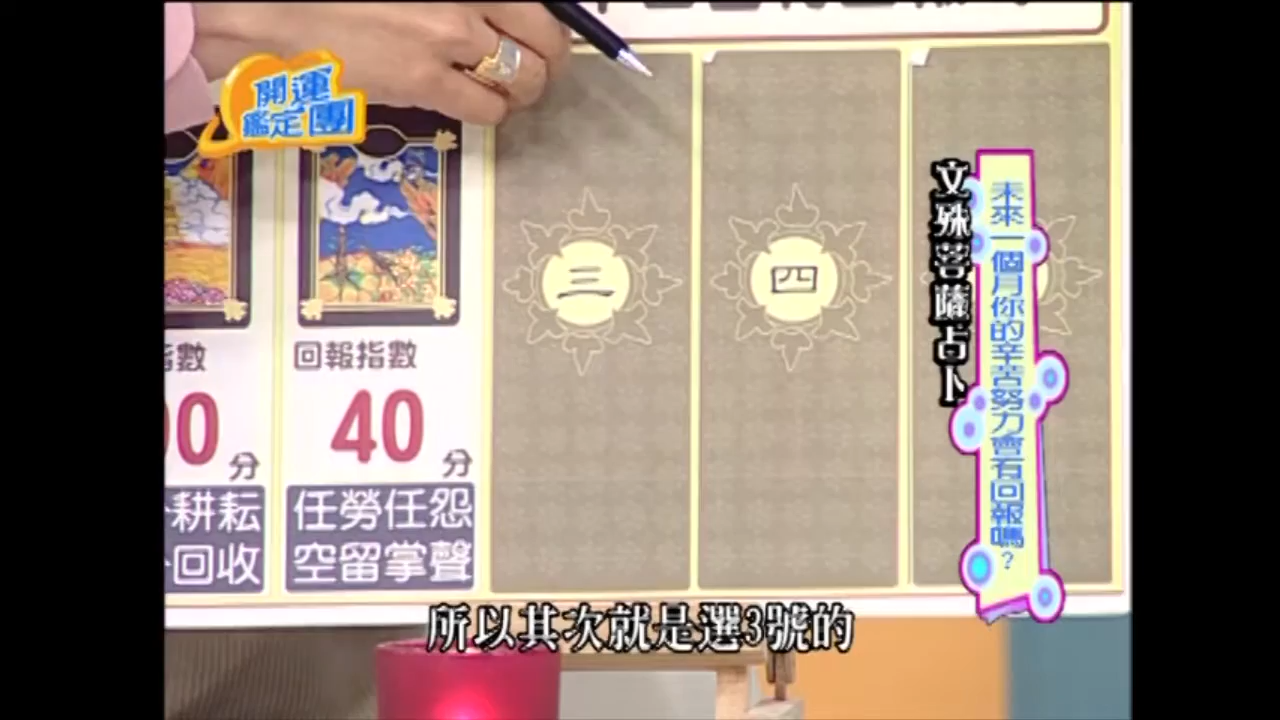 開運
鑑定團
三
四
指數
回報指數
40
分
分
耕耘
回收
任勞任怨
空留掌聲
文殊菩薩占卜
未來一個月你的辛苦努力會有回報嗎？
所以其次就是選3號的